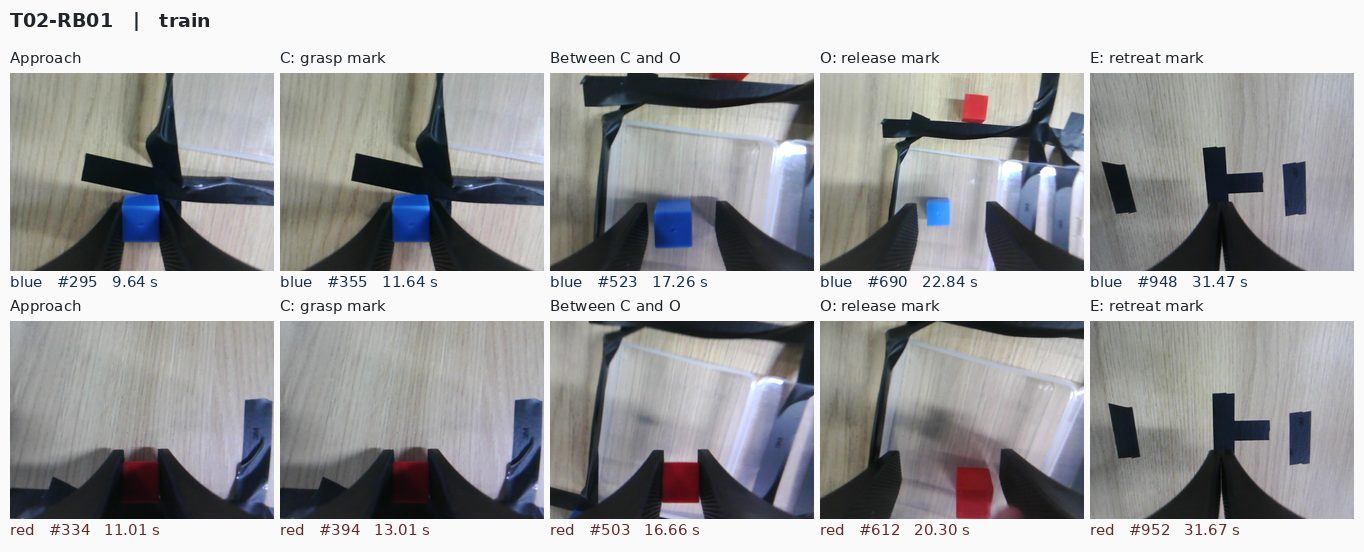 T02-RB01 | train
Approach
C: grasp mark
Between C and O
O: release mark
E: retreat mark
blue #295 9.64 s
blue #355 11.64 s
blue #523 17.26 s
blue #690 22.84 s
blue #948 31.47 s
Approach
C: grasp mark
Between C and O
O: release mark
E: retreat mark
red #334 11.01 s
red #394 13.01 s
red #503 16.66 s
red #612 20.30 s
red #952 31.67 s